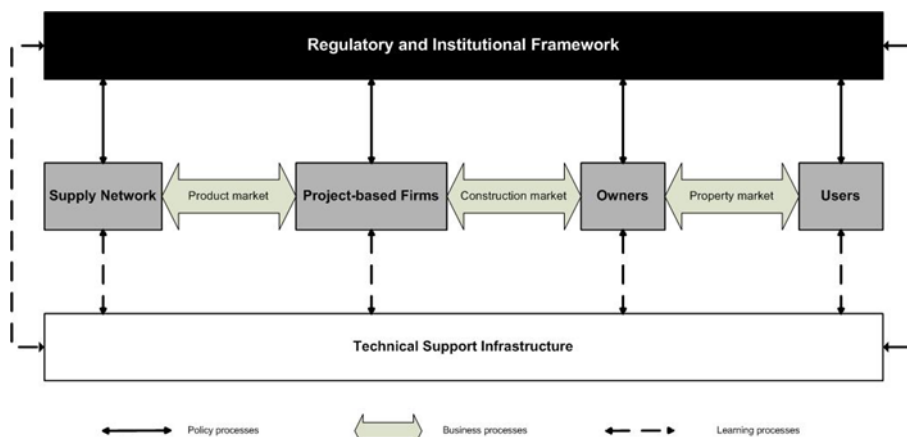 Regulatory and Institutional Framework
Supply Network
Product market
Project-based Firms
Construction market
Owners
Property market
Users
Technical Support Infrastructure
Policy processes
Business processes
Learning processes